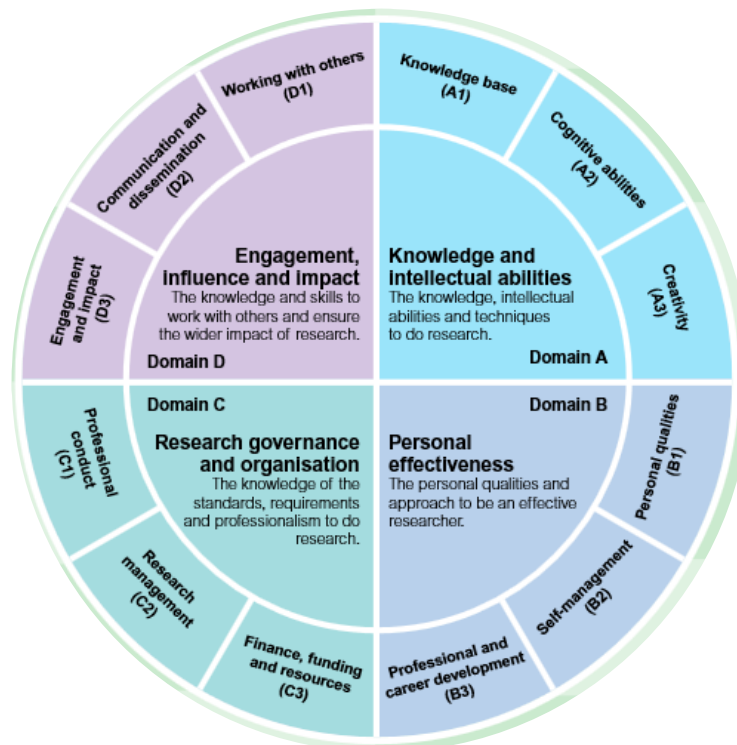 Knowledge base
(A1)
Cognitive abilities
(A2)
Creativity
(A3)
Knowledge and
intellectual abilities
The knowledge, intellectual
abilities and techniques
to do research.
Domain A
Domain B
Personal
effectiveness
The personal qualities and
approach to be an effective
researcher.
Personal qualities
(B1)
Self-management
(B2)
Professional and
career development
(B3)
Domain C
Research governance
and organisation
The knowledge of the
standards, requirements
and professionalism to do
research.
Professional
conduct
(C1)
Research
management
(C2)
Finance, funding
and resources
(C3)
Engagement,
influence and impact
The knowledge and skills to
work with others and ensure
the wider impact of research.
Domain D
Working with others
(D1)
Communication and
dissemination
(D2)
Engagement
and impact
(D3)